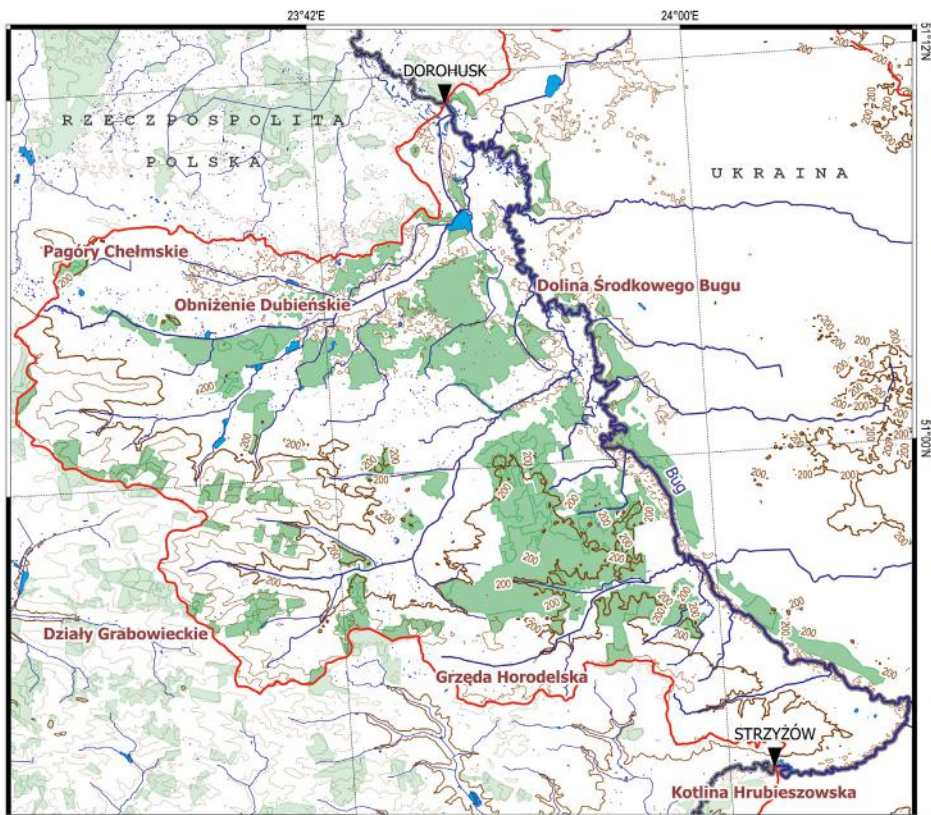 23°42'E
24°00'E
51°12'N
DOROHUSK
RZECZPOSPOLITA
POLSKA
UKRAINA
Pagóry Chełmskie
Obniżenie Dubieńskie
Dolina Środkowego Bugu
51°00'N
Bug
Działy Grabowieckie
Grzęda Horodelska
STRZYŻÓW
Kotlina Hrubieszowska